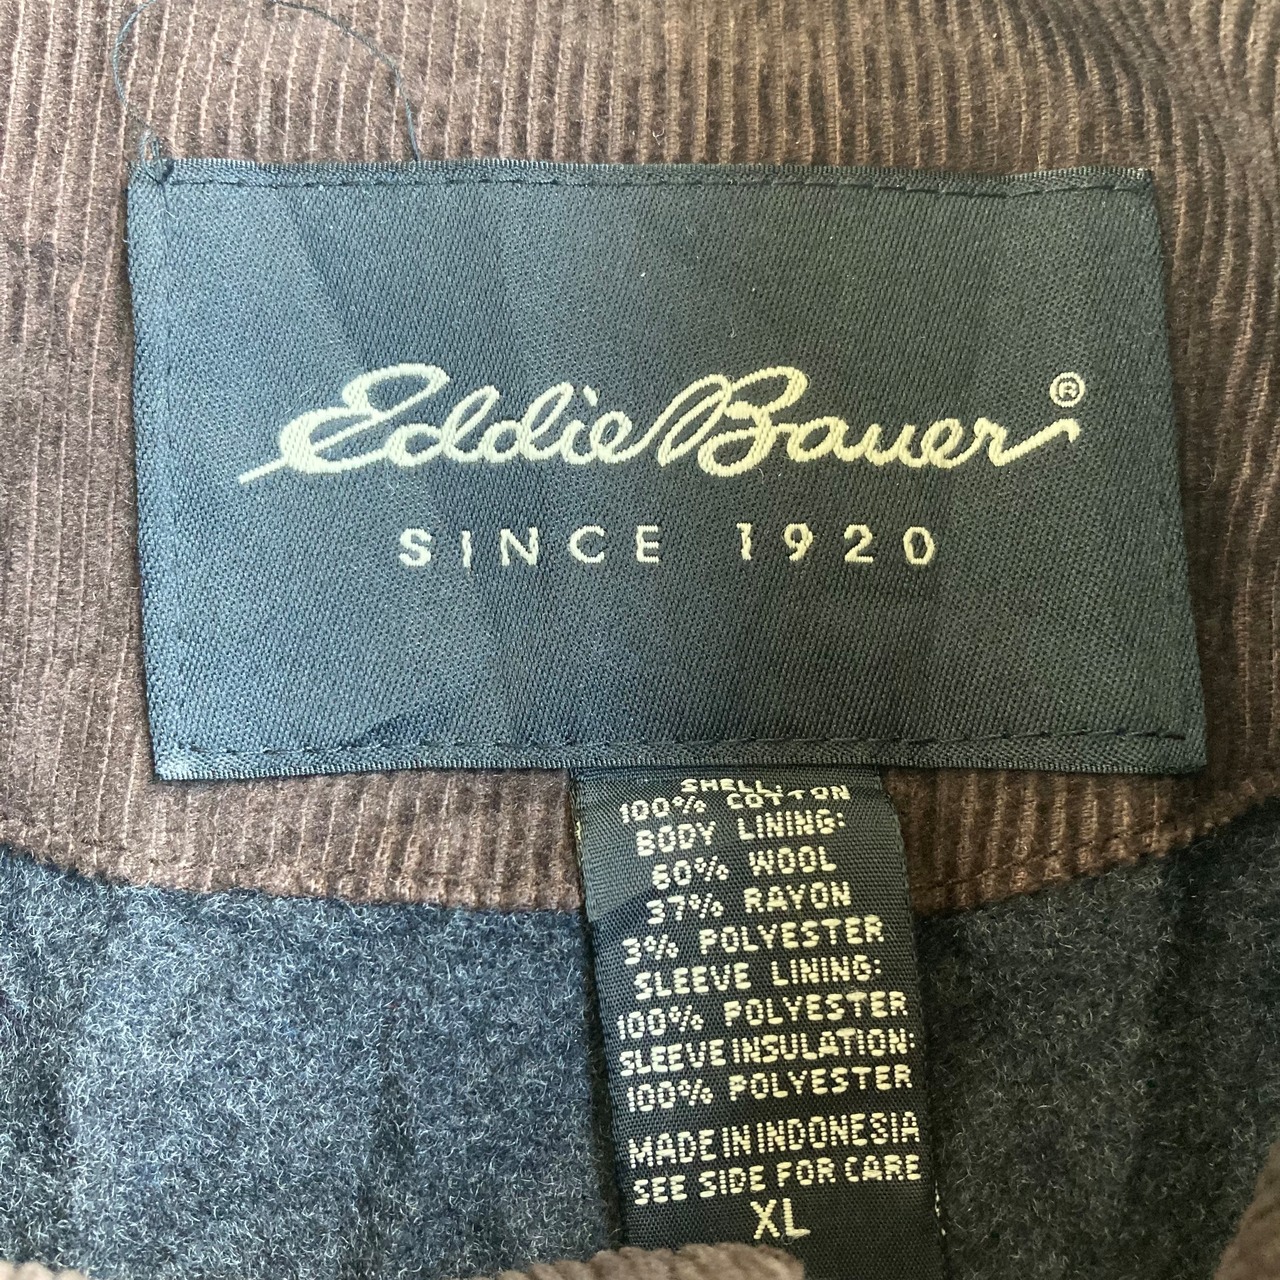 Eddie Bauer®
SINCE 1920
SHELL:
100% COTTON
BODY LINING:
60% WOOL
37% RAYON
3% POLYESTER
SLEEVE LINING:
100% POLYESTER
SLEEVE INSULATION:
100% POLYESTER
MADE IN INDONESIA
SEE SIDE FOR CARE
XL